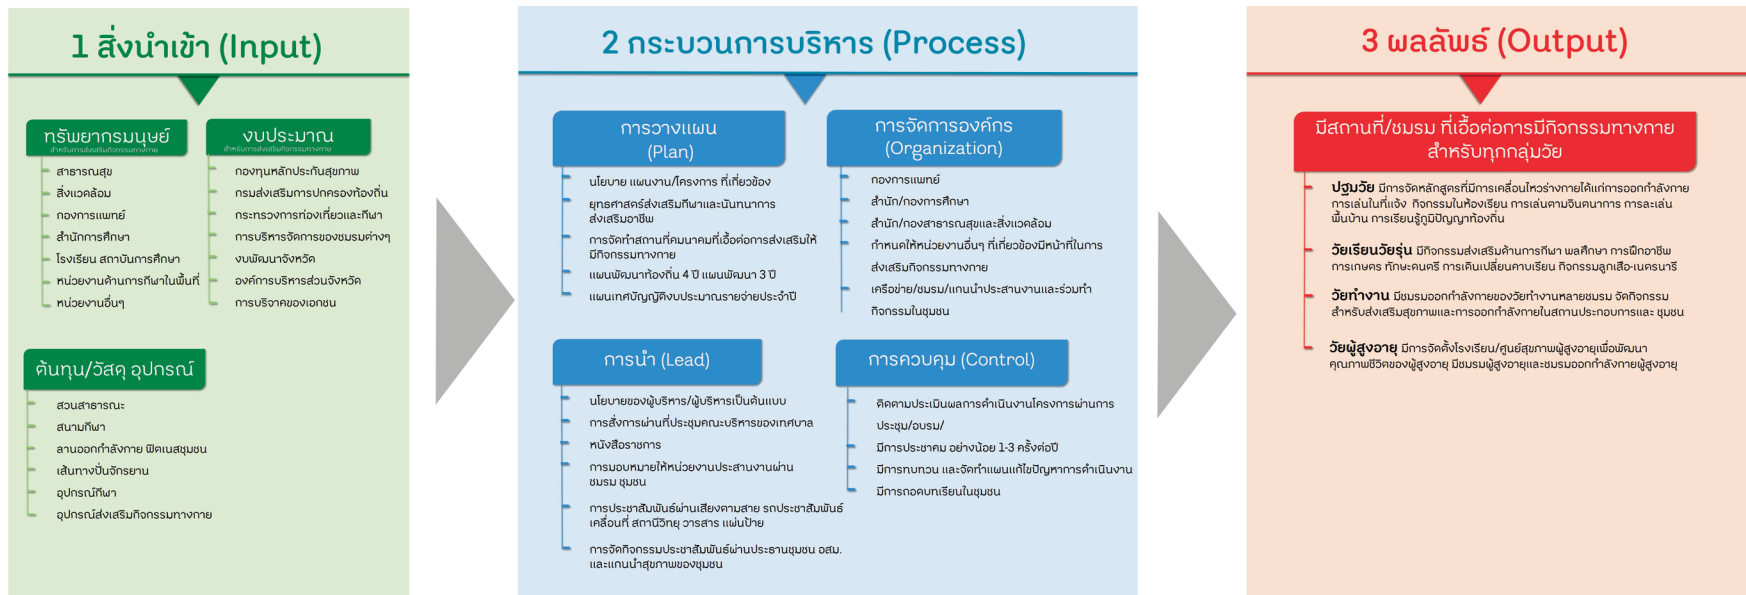 1 สิ่งนำเข้า (Input)
ทรัพยากรมนุษย์
สำหรับการส่งเสริมกิจกรรมทางกาย
สาธารณสุข
สิ่งแวดล้อม
กองการแพทย์
สำนักการศึกษา
โรงเรียน สถาบันการศึกษา
หน่วยงานด้านการกีฬาในพื้นที่
หน่วยงานอื่นๆ
งบประมาณ
สำหรับการส่งเสริมกิจกรรมทางกาย
กองทุนหลักประกันสุขภาพ
กรมส่งเสริมการปกครองท้องถิ่น
กระทรวงการท่องเที่ยวและกีฬา
การบริหารจัดการของชมรมต่างๆ
งบพัฒนาจังหวัด
องค์การบริหารส่วนจังหวัด
การบริจาคของเอกชน
ต้นทุน/วัสดุ อุปกรณ์
สวนสาธารณะ
สนามกีฬา
ลานออกกำลังกาย ฟิตเนสชุมชน
เส้นทางปั่นจักรยาน
อุปกรณ์กีฬา
อุปกรณ์ส่งเสริมกิจกรรมทางกาย
2 กระบวนการบริหาร (Process)
การวางแผน
(Plan)
นโยบาย แผนงาน/โครงการ ที่เกี่ยวข้อง
ยุทธศาสตร์ส่งเสริมกีฬาและนันทนาการ
ส่งเสริมอาชีพ
การจัดทำสถานที่คมนาคมที่เอื้อต่อการส่งเสริมให้
มีกิจกรรมทางกาย
แผนพัฒนาท้องถิ่น 4 ปี แผนพัฒนา 3 ปี
แผนเทศบัญญัติงบประมาณรายจ่ายประจำปี
การจัดการองค์กร
(Organization)
กองการแพทย์
สำนัก/กองการศึกษา
สำนัก/กองสาธารณสุขและสิ่งแวดล้อม
กำหนดให้หน่วยงานอื่นๆ ที่เกี่ยวข้องมีหน้าที่ในการ
ส่งเสริมกิจกรรมทางกาย
เครือข่าย/ชมรม/แกนนำประสานงานและร่วมทำ
กิจกรรมในชุมชน
การนำ (Lead)
นโยบายของผู้บริหาร/ผู้บริหารเป็นต้นแบบ
การสั่งการผ่านที่ประชุมคณะบริหารของเทศบาล
หนังสือราชการ
การมอบหมายให้หน่วยงานประสานงานผ่าน
ชมรม ชุมชน
การประชาสัมพันธ์ผ่านเสียงตามสาย รถประชาสัมพันธ์
เคลื่อนที่ สถานีวิทยุ วารสาร แผ่นป้าย
การจัดกิจกรรมประชาสัมพันธ์ผ่านประธานชุมชน อสม.
และแกนนำสุขภาพของชุมชน
การควบคุม (Control)
ติดตามประเมินผลการดำเนินงานโครงการผ่านการ
ประชุม/อบรม/
มีการประชาคม อย่างน้อย 1-3 ครั้งต่อปี
มีการทบทวน และจัดทำแผนแก้ไขปัญหาการดำเนินงาน
มีการถอดบทเรียนในชุมชน
3 ผลลัพธ์ (Output)
มีสถานที่/ชมรม ที่เอื้อต่อการมีกิจกรรมทางกาย
สำหรับทุกกลุ่มวัย
ปฐมวัย มีการจัดหลักสูตรที่มีการเคลื่อนไหวร่างกายได้แก่การออกกำลังกาย
การเล่นในที่แจ้ง กิจกรรมในห้องเรียน การเล่นตามจินตนาการ การละเล่น
พื้นบ้าน การเรียนรู้ภูมิปัญญาท้องถิ่น
วัยเรียนวัยรุ่น มีกิจกรรมส่งเสริมด้านการกีฬา พลศึกษา การฝึกอาชีพ
การเกษตร ทักษะดนตรี การเดินเปลี่ยนคาบเรียน กิจกรรมลูกเสือ-เนตรนารี
วัยทำงาน มีชมรมออกกำลังกายของวัยทำงานหลายชมรม จัดกิจกรรม
สำหรับส่งเสริมสุขภาพและการออกกำลังกายในสถานประกอบการและ ชุมชน
วัยผู้สูงอายุ มีการจัดตั้งโรงเรียน/ศูนย์สุขภาพผู้สูงอายุเพื่อพัฒนา
คุณภาพชีวิตของผู้สูงอายุ มีชมรมผู้สูงอายุและชมรมออกกำลังกายผู้สูงอายุ